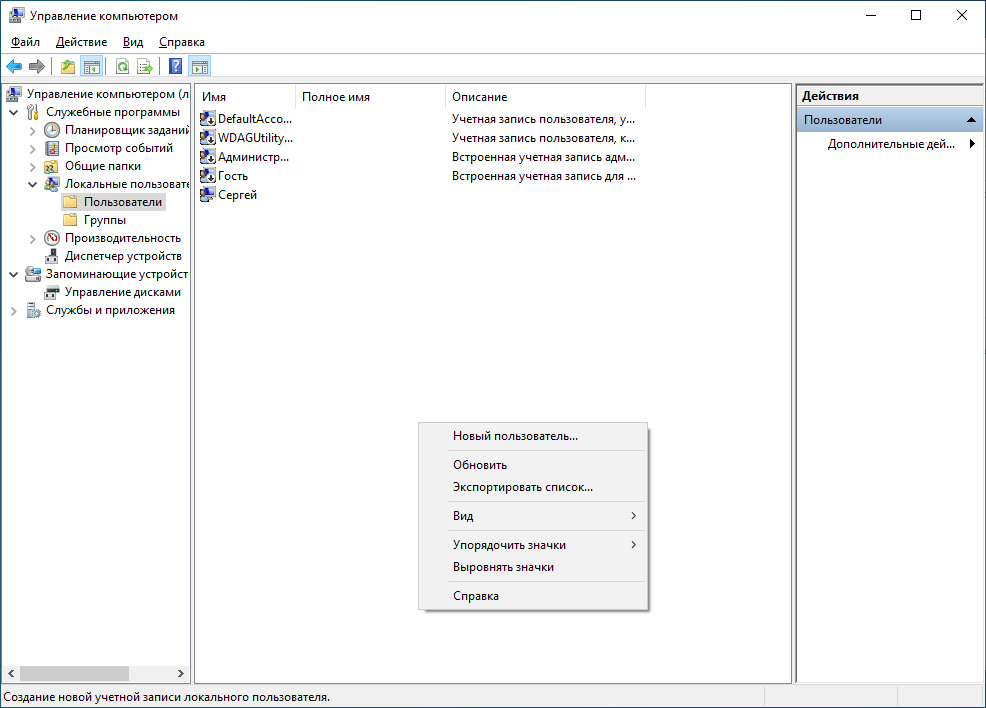 Управление компьютером
Файл Действие Вид Справка
Управление компьютером (л
Служебные программы
Планировщик заданий
Просмотр событий
Общие папки
Локальные пользовате
Пользователи
Группы
Производительность
Диспетчер устройств
Запоминающие устройст
Управление дисками
Службы и приложения
Имя Полное имя Описание
DefaultAcco... Учетная запись пользователя, у...
WDAGUtility... Учетная запись пользователя, к...
Администр... Встроенная учетная запись адм...
Гость Встроенная учетная запись для ...
Сергей
Новый пользователь...
Обновить
Экспортировать список...
Вид
Упорядочить значки
Выровнять значки
Справка
Действия
Пользователи
Дополнительные дей...
Создание новой учетной записи локального пользователя.